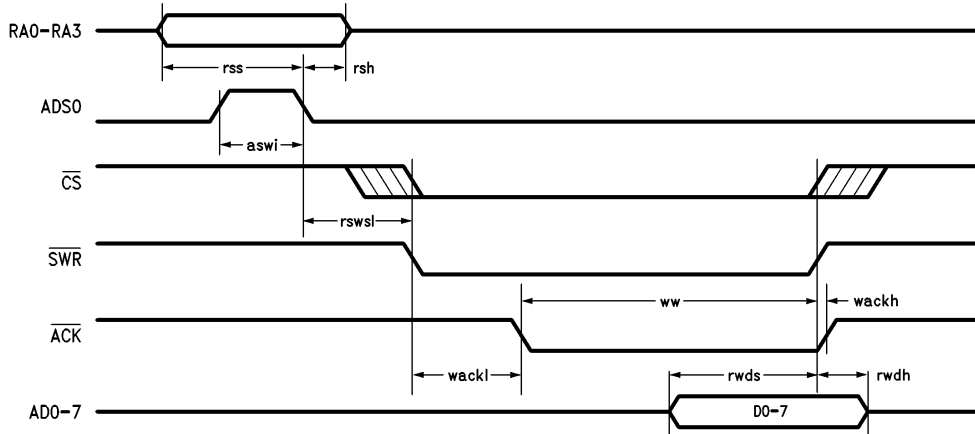 RA0-RA3
rss
rsh
ADS0
aswi
CS
rswsl
SWR
ww
wackh
ACK
wackl
rwds
rwdh
AD0-7
D0-7